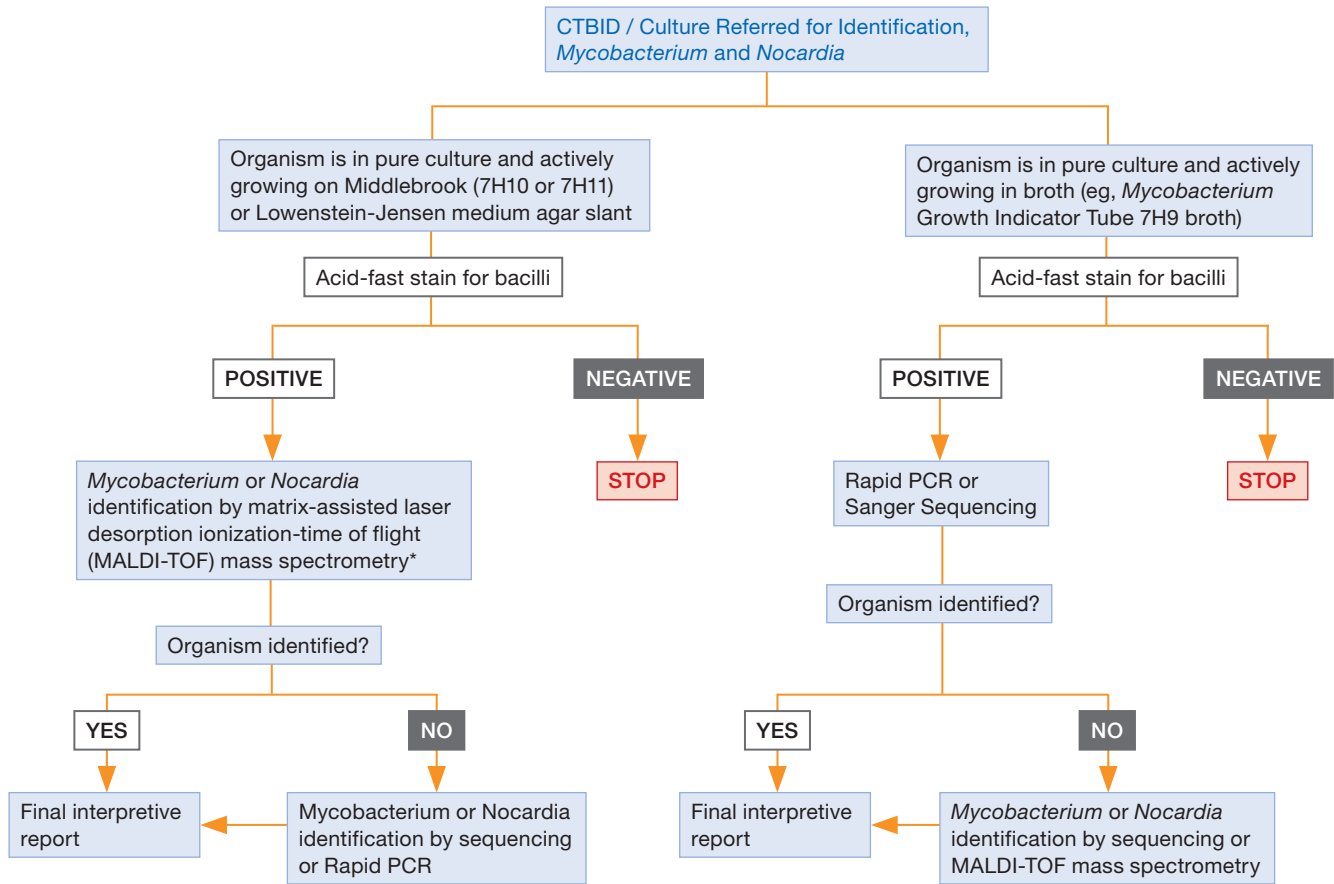 CTBID / Culture Referred for Identification,
Mycobacterium and Nocardia
Organism is in pure culture and actively
growing on Middlebrook (7H10 or 7H11)
or Lowenstein-Jensen medium agar slant
Acid-fast stain for bacilli
POSITIVE
NEGATIVE
Mycobacterium or Nocardia
identification by matrix-assisted laser
desorption ionization-time of flight
(MALDI-TOF) mass spectrometry*
STOP
Organism identified?
YES
NO
Final interpretive
report
Mycobacterium or Nocardia
identification by sequencing
or Rapid PCR
Organism is in pure culture and actively
growing in broth (eg, Mycobacterium
Growth Indicator Tube 7H9 broth)
Acid-fast stain for bacilli
POSITIVE
NEGATIVE
Rapid PCR or
Sanger Sequencing
STOP
Organism identified?
YES
NO
Final interpretive
report
Mycobacterium or Nocardia
identification by sequencing or
MALDI-TOF mass spectrometry